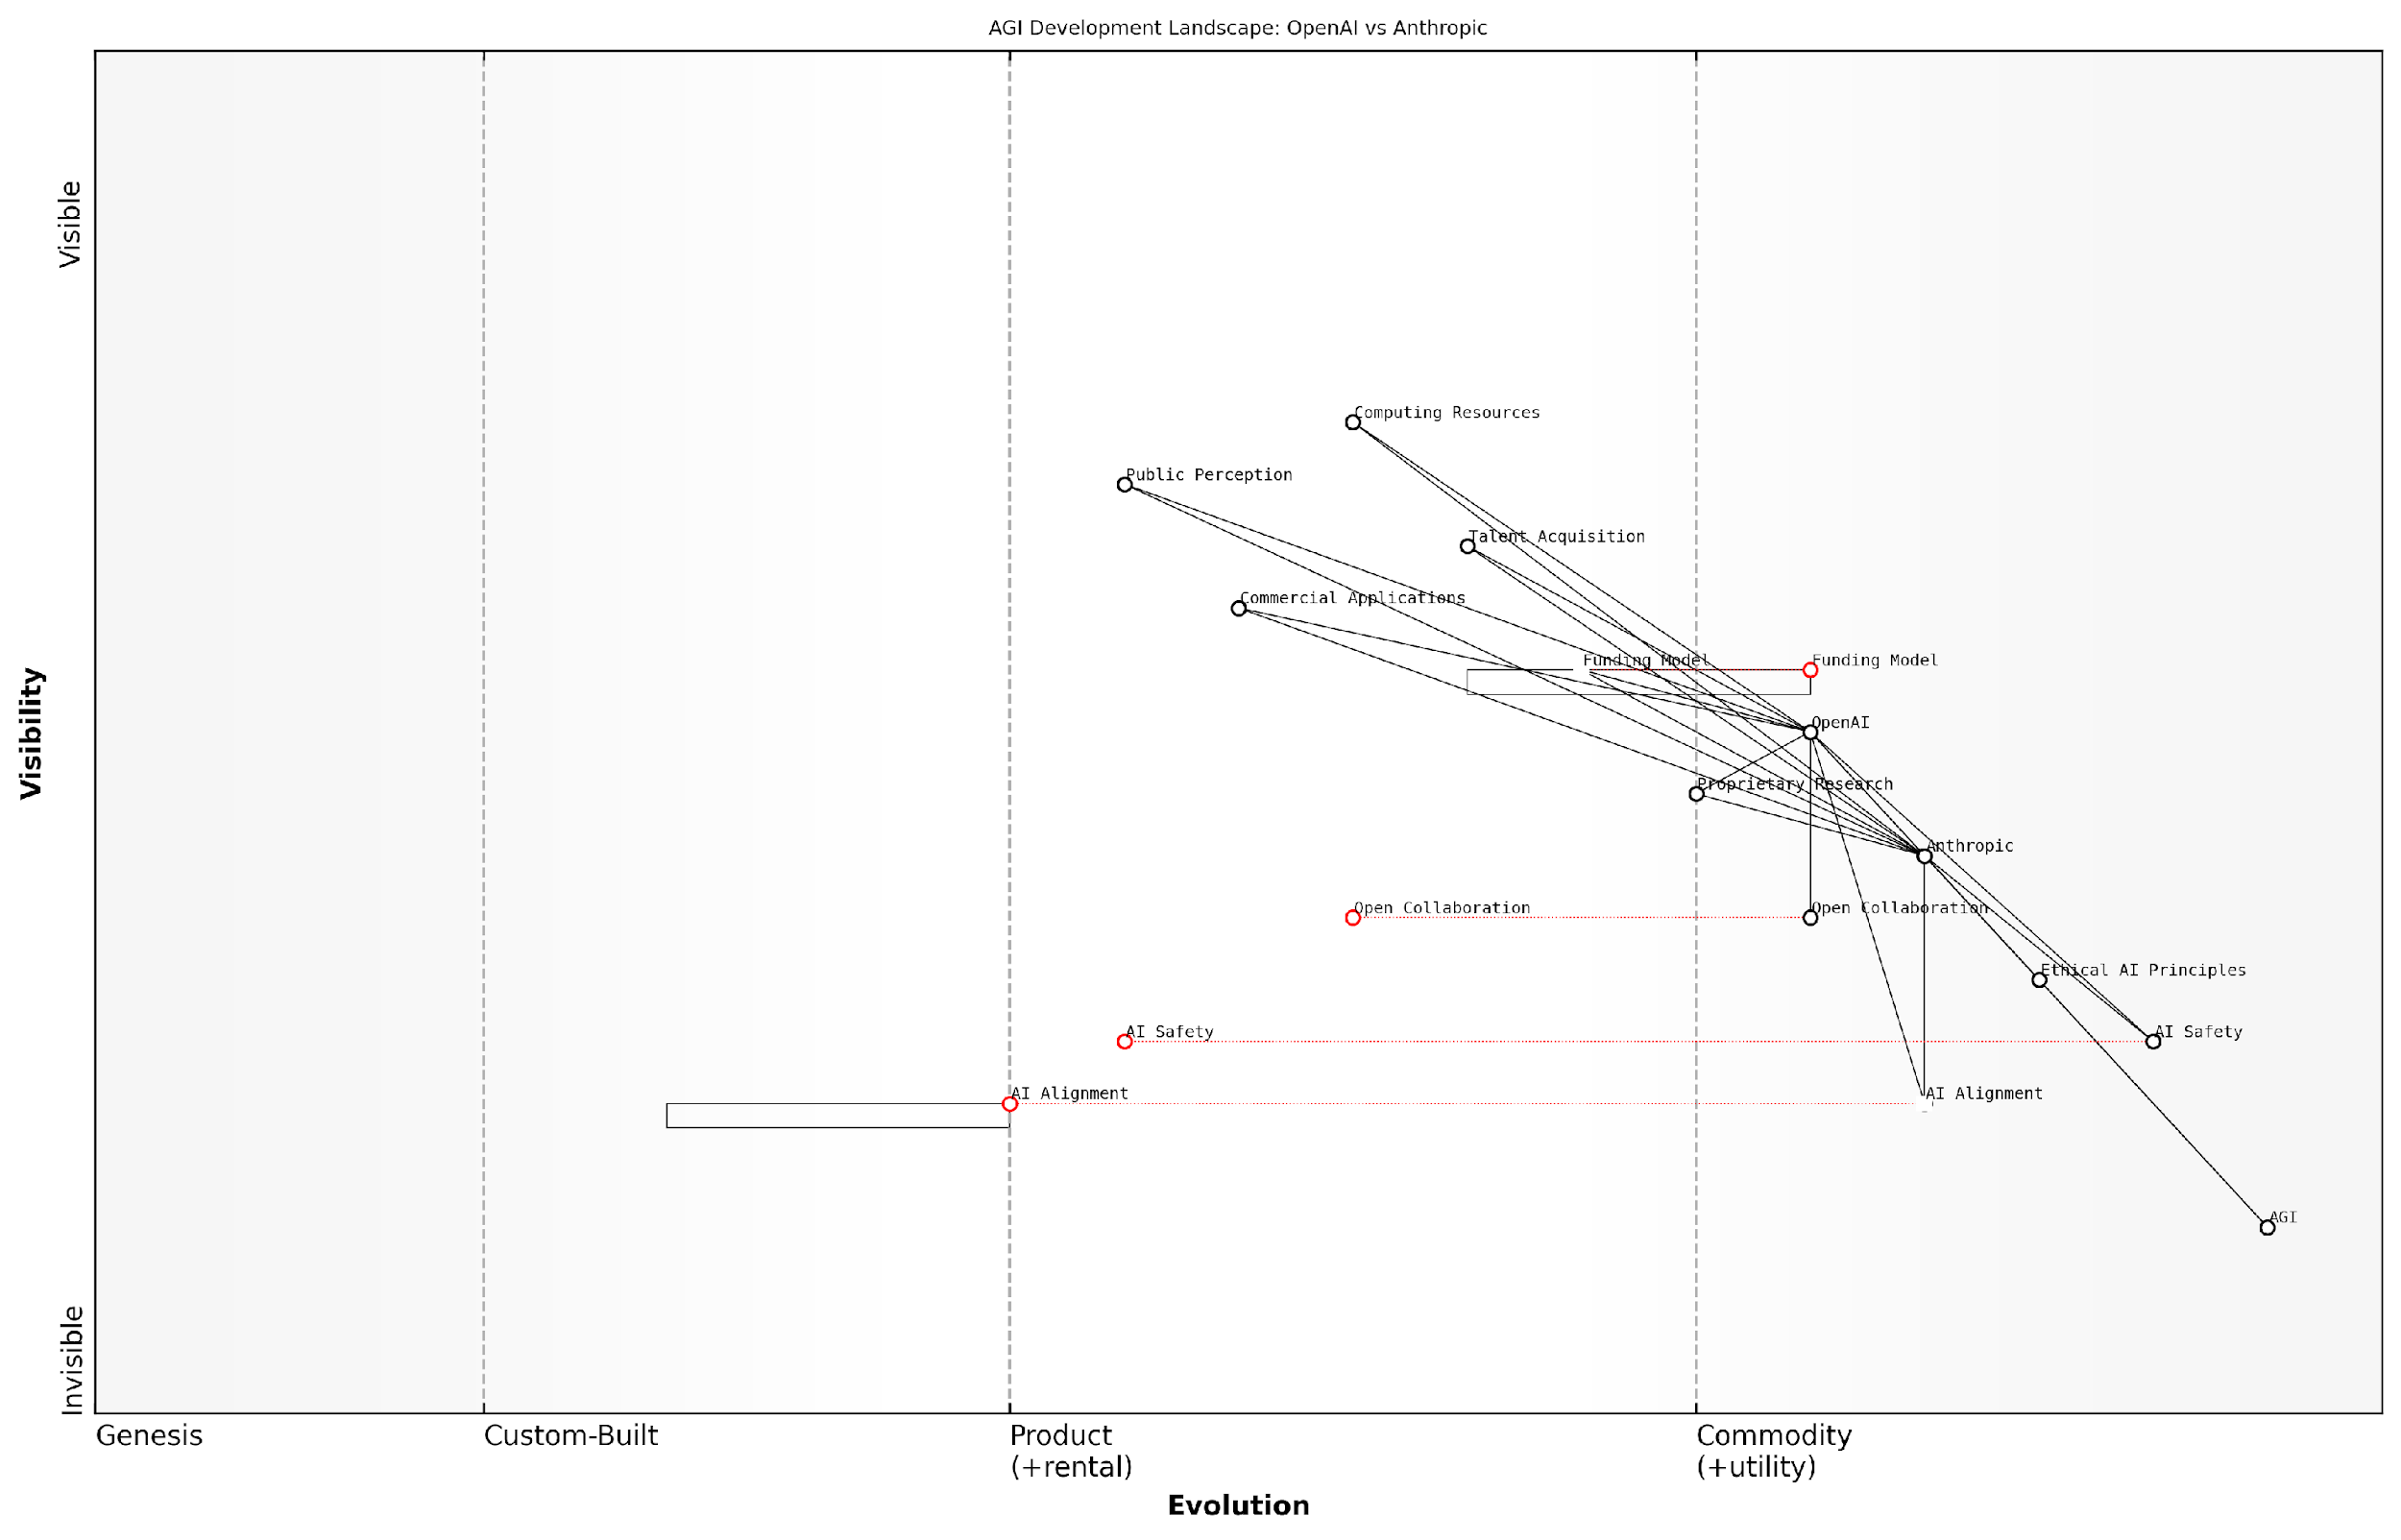 AGI Development Landscape: OpenAI vs Anthropic
Visible
Computing Resources
Public Perception
Talent Acquisition
Commercial Applications
Funding Model
Funding Model
OpenAI
Visibility
Proprietary Research
Anthropic
Open Collaboration
Open Collaboration
Ethical AI Principles
AI Safety
AI Safety
AI Alignment
AI Alignment
AGI
Invisible
Genesis
Custom-Built
Product
(+rental)
Commodity
(+utility)
Evolution